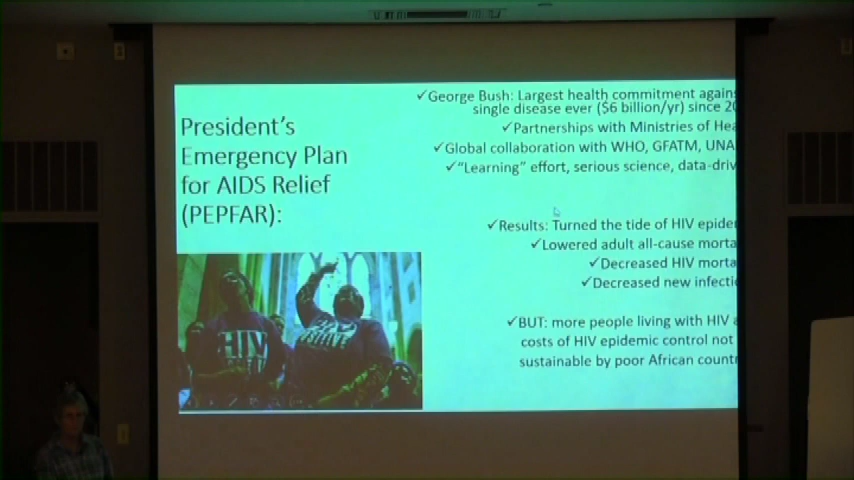 President's
Emergency Plan
for AIDS Relief
(PEPFAR):
✓George Bush: Largest health commitment agains
single disease ever ($6 billion/yr) since 20
✓Partnerships with Ministries of Hea
✓Global collaboration with WHO, GFATM, UNA
✓"Learning" effort, serious science, data-driv
✓Results: Turned the tide of HIV epide
✓Lowered adult all-cause morta
✓Decreased HIV morta
✓Decreased new infecti
✓BUT: more people living with HIV a
costs of HIV epidemic control not
sustainable by poor African count
HIV